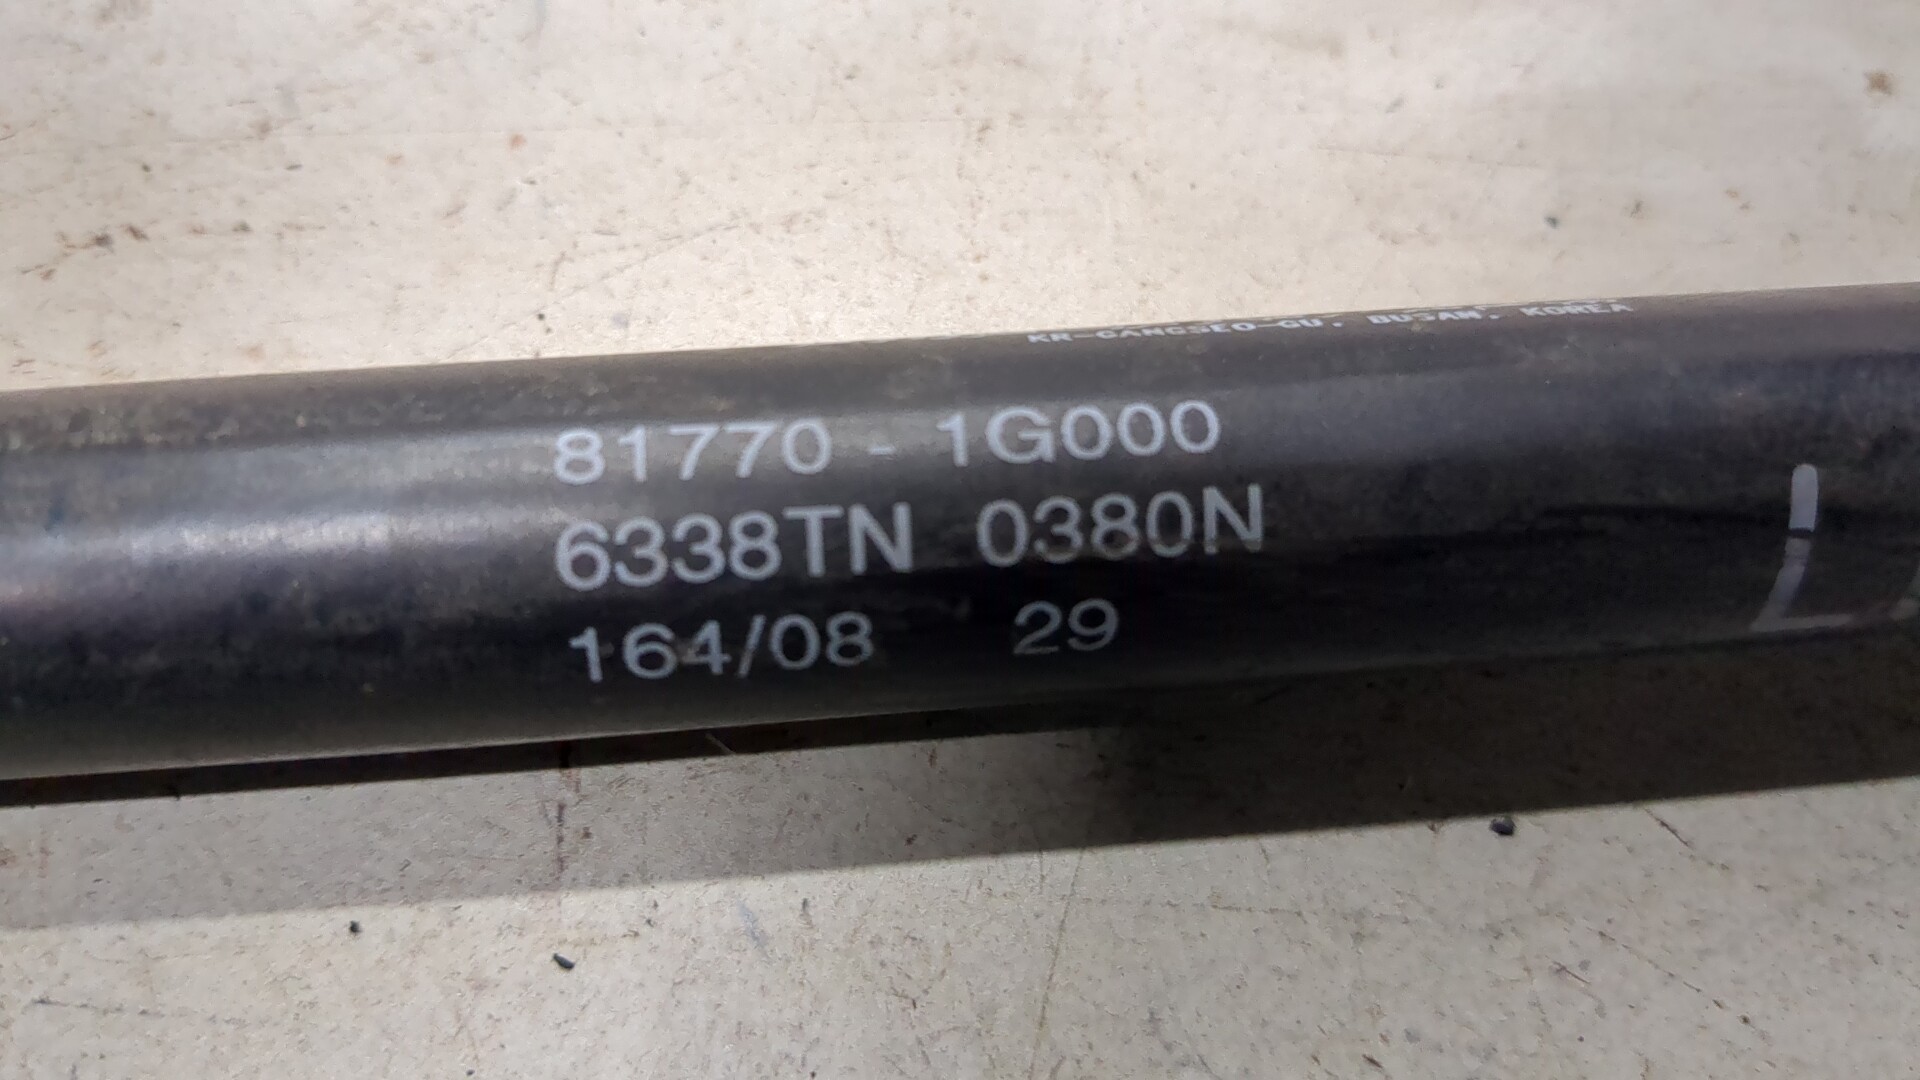 KR-GANGSEO-GU, BUSAN, KOREA
81770 - 1G000
6338TN 0380N
164/08 29
L